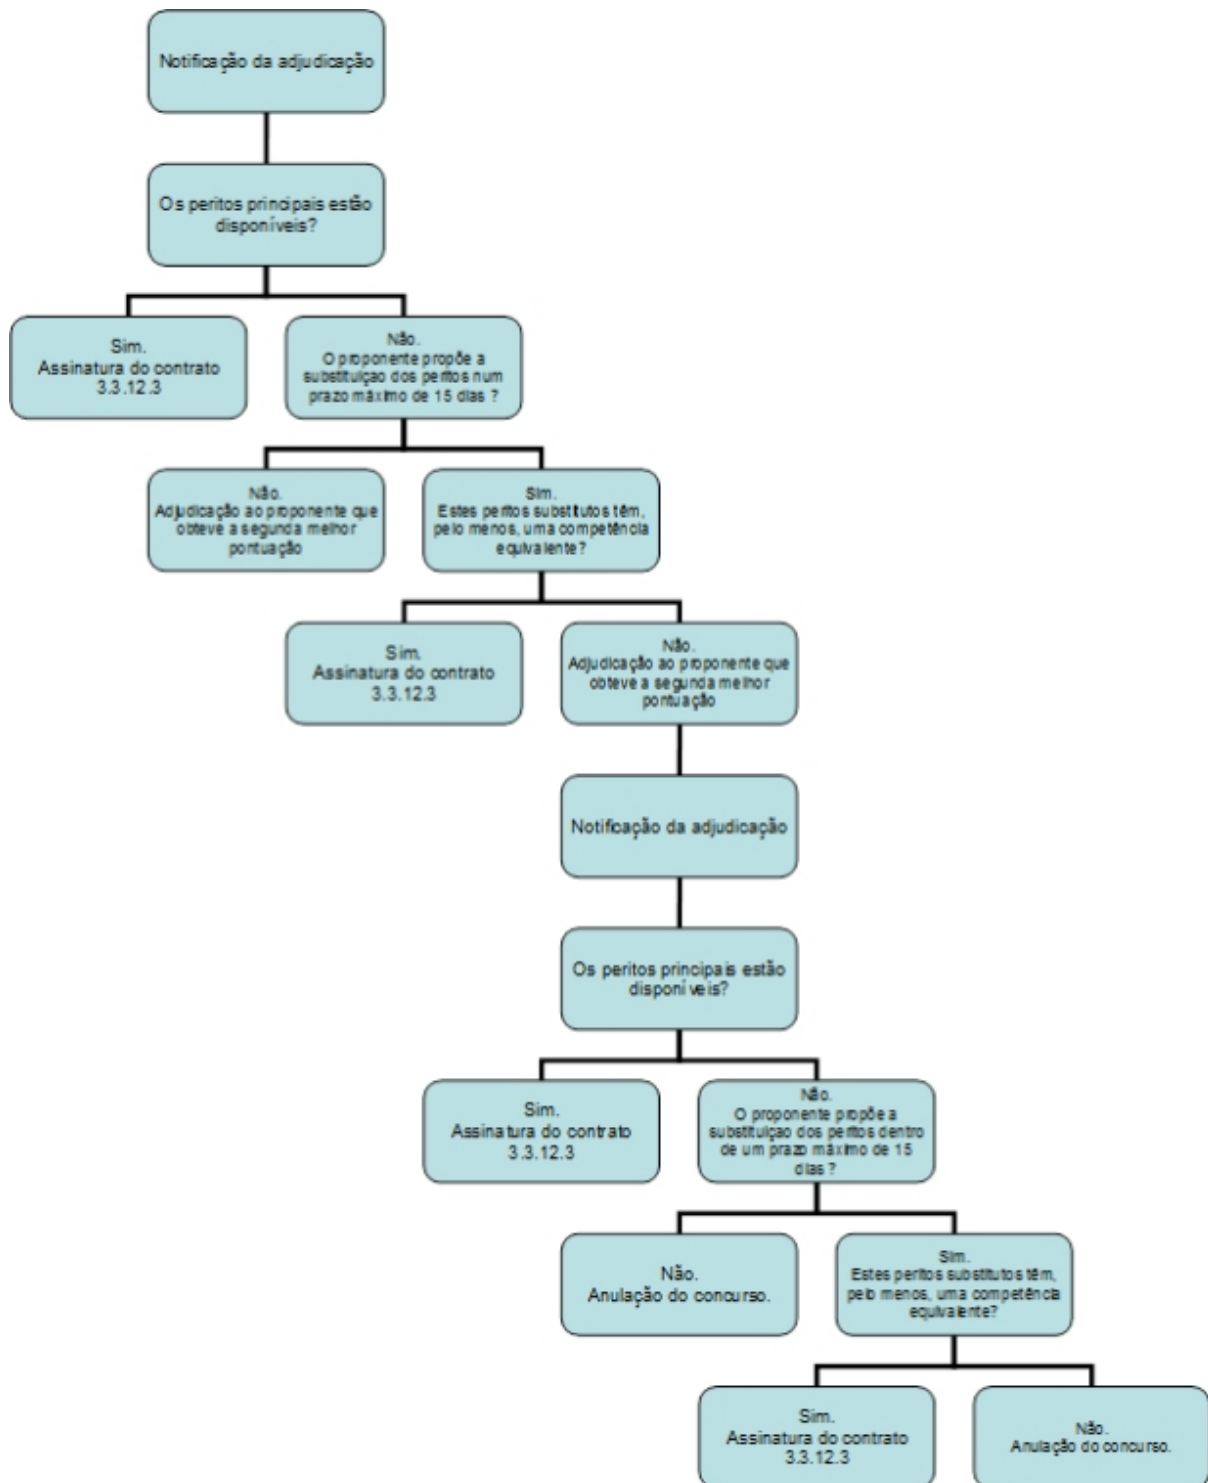 Notificação da adjudicação
Os peritos principais estão
disponíveis?
Sim.
Assinatura do contrato
3.3.12.3
Não.
O proponente propõe a
substituiçao dos peritos num
prazo máximo de 15 dias ?
Não.
Adjudicação ao proponente que
obteve a segunda melhor
pontuação
Sim.
Estes peritos substitutos têm,
pelo menos, uma competência
equivalente?
Sim.
Assinatura do contrato
3.3.12.3
Não.
Adjudicação ao proponente que
obteve a segunda melhor
pontuação
Notificação da adjudicação
Os peritos principais estão
disponíveis?
Sim.
Assinatura do contrato
3.3.12.3
Não.
O proponente propõe a
substituiçao dos peritos dentro
de um prazo máximo de 15
dias ?
Não.
Anulação do concurso.
Sim.
Estes peritos substitutos têm,
pelo menos, uma competência
equivalente?
Sim.
Assinatura do contrato
3.3.12.3
Não.
Anulação do concurso.